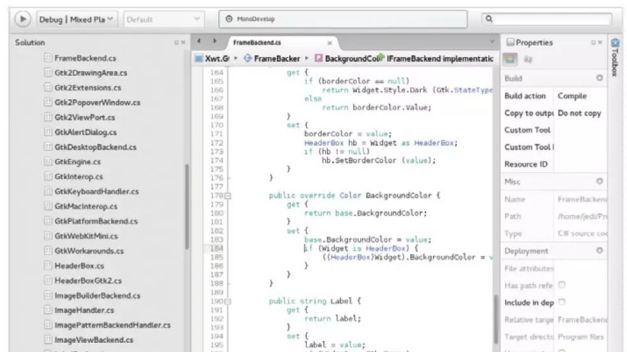 Debug | Mixed Pla
Default
MonoDevelop
Solution
FrameBackend.cs
Gtk2DrawingArea.cs
Gtk2Extensions.cs
Gtk2PopoverWindow.cs
Gtk2ViewPort.cs
GtkAlertDialog.cs
GtkDesktopBackend.cs
GtkEngine.cs
GtkInterop.cs
GtkKeyboardHandler.cs
GtkMacInterop.cs
GtkPlatformBackend.cs
GtkWebKitMini.cs
GtkWorkarounds.cs
HeaderBox.cs
HeaderBoxGtk2.cs
ImageBuilderBackend.cs
ImageHandler.cs
ImagePatternBackendHandler.cs
ImageViewBackend.cs
FrameBackend.cs
Xwt.G
FrameBacker
BackgroundCol
IFrameBackend implementatic
164 get {
165 if (borderColor == null)
166 return Widget.Style.Dark (Gtk.StateType
167 else
168 return borderColor.Value;
169 }
170 set {
171 borderColor = value;
172 HeaderBox hb = Widget as HeaderBox;
173 if (hb != null)
174 hb.SetBorderColor (value);
175 }
176 }
177
178 public override Color BackgroundColor {
179 get {
180 return base.BackgroundColor;
181 }
182 set {
183 base.BackgroundColor = value;
184 if (Widget is HeaderBox) {
185 ((HeaderBox)Widget).BackgroundColor = v
186 }
187 }
188 }
189
190 public string Label {
191 get {
192 return label;
193 }
194 set {
195 label = value;
Properties
Build
Build action Compile
Copy to outpu Do not copy
Custom Tool
Custom Tool
Resource ID
Misc
Name FrameBacken
Path /home/jedi/Pr
Type C# source co
Deployment
File attributes
Has path refe
Include in dep
Relative targe FrameBacken
Target directo Program files
Toolbox